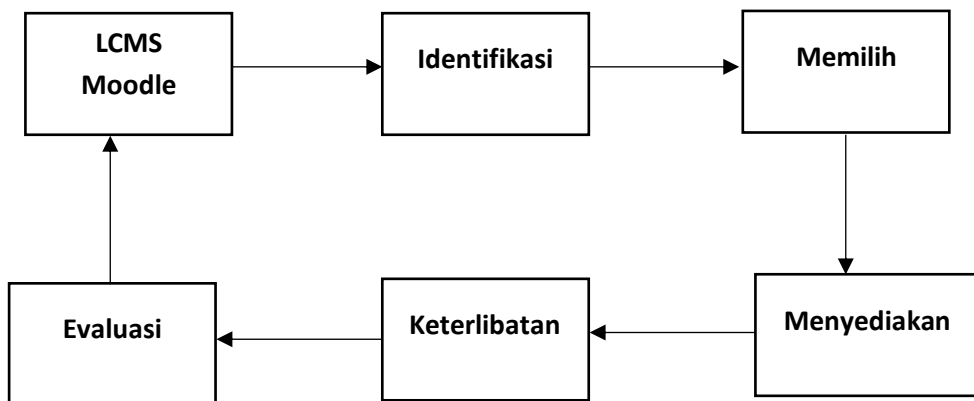 LCMS
Moodle
Identifikasi
Memilih
Menyediakan
Keterlibatan
Evaluasi